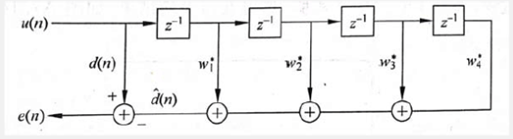 u(n)
z⁻¹
z⁻¹
z⁻¹
z⁻¹
d(n)
w₁*
w₂*
w₃*
w₄*
+
d̂(n)
e(n)
+
−
+
+
+